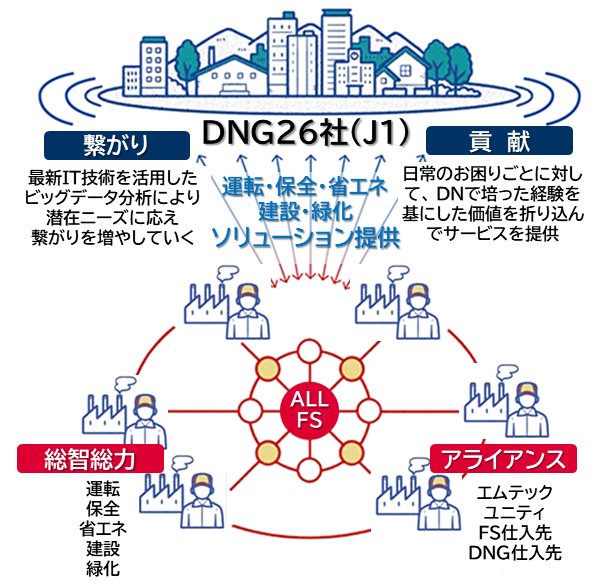 DNG26社(J1)
繋がり
最新IT技術を活用した
ビッグデータ分析により
潜在ニーズに応え
繋がりを増やしていく
貢献
日常のお困りごとに対し
て、DNで培った経験を
基にした価値を折り込ん
でサービスを提供
運転・保全・省エネ
建設・緑化
ソリューション提供
ALL
FS
総智総力
運転
保全
省エネ
建設
緑化
アライアンス
エムテック
ユニティ
FS仕入先
DNG仕入先